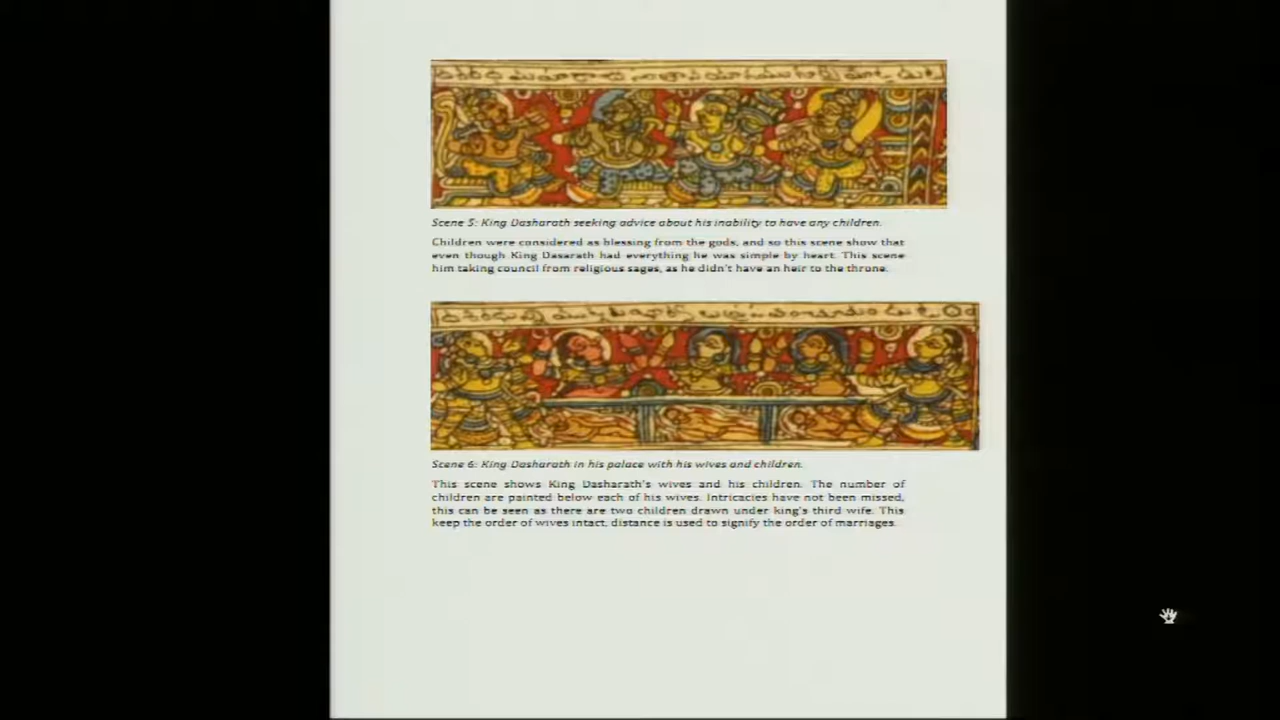 Scene 5: King Dasharath seeking advice about his inability to have any children.
Children were considered as blessing from the gods, and so this scene show that
even though King Dasarath had everything he was simple by heart. This scene
him taking council from religious sages, as he didn't have an heir to the throne.
Scene 6: King Dasharath in his palace with his wives and children.
This scene shows King Dasharath's wives and his children. The number of
children are painted below each of his wives. Intricacies have not been missed,
this can be seen as there are two children drawn under king's third wife. This
keep the order of wives intact, distance is used to signify the order of marriages.